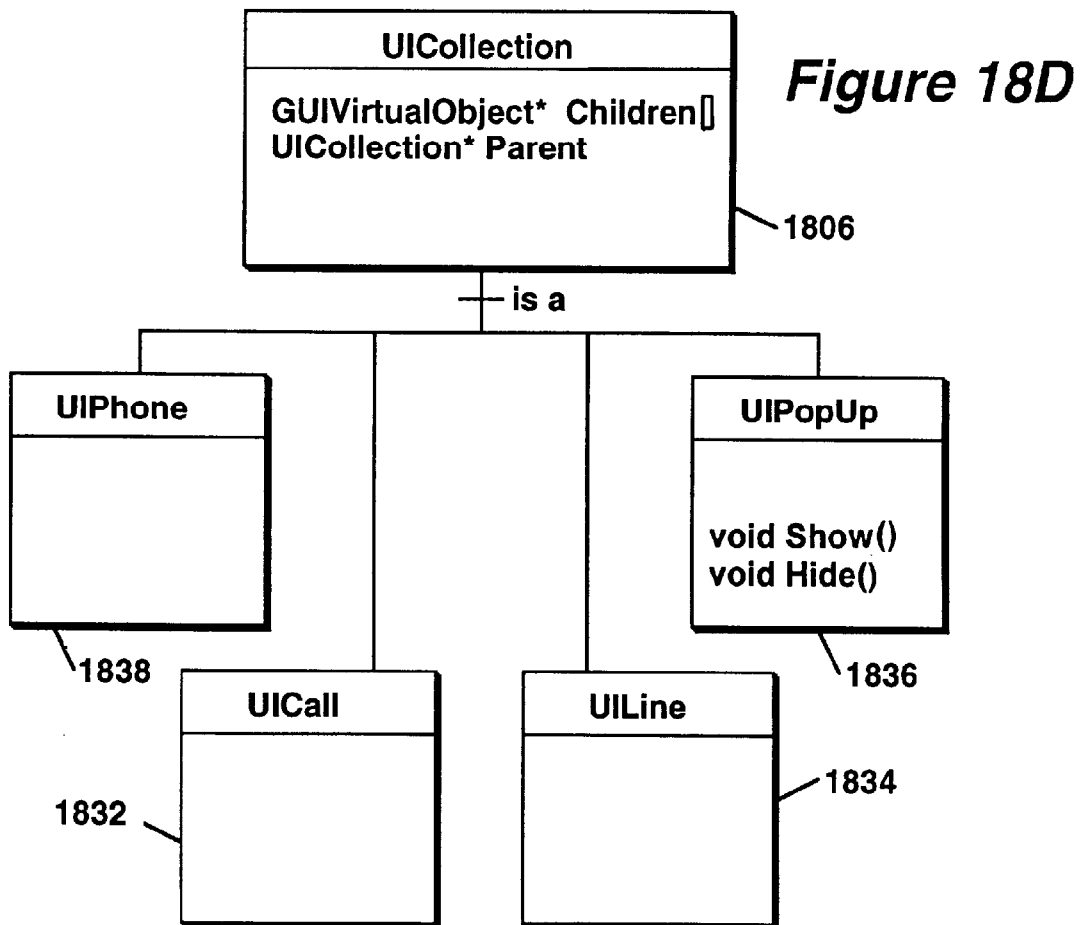 UICollection
Figure 18D
GUIVirtualObject* Children[]
UICollection* Parent
1806
is a
UIPhone
UIPopUp
void Show()
void Hide()
1838
1836
UICall
UILine
1834
1832